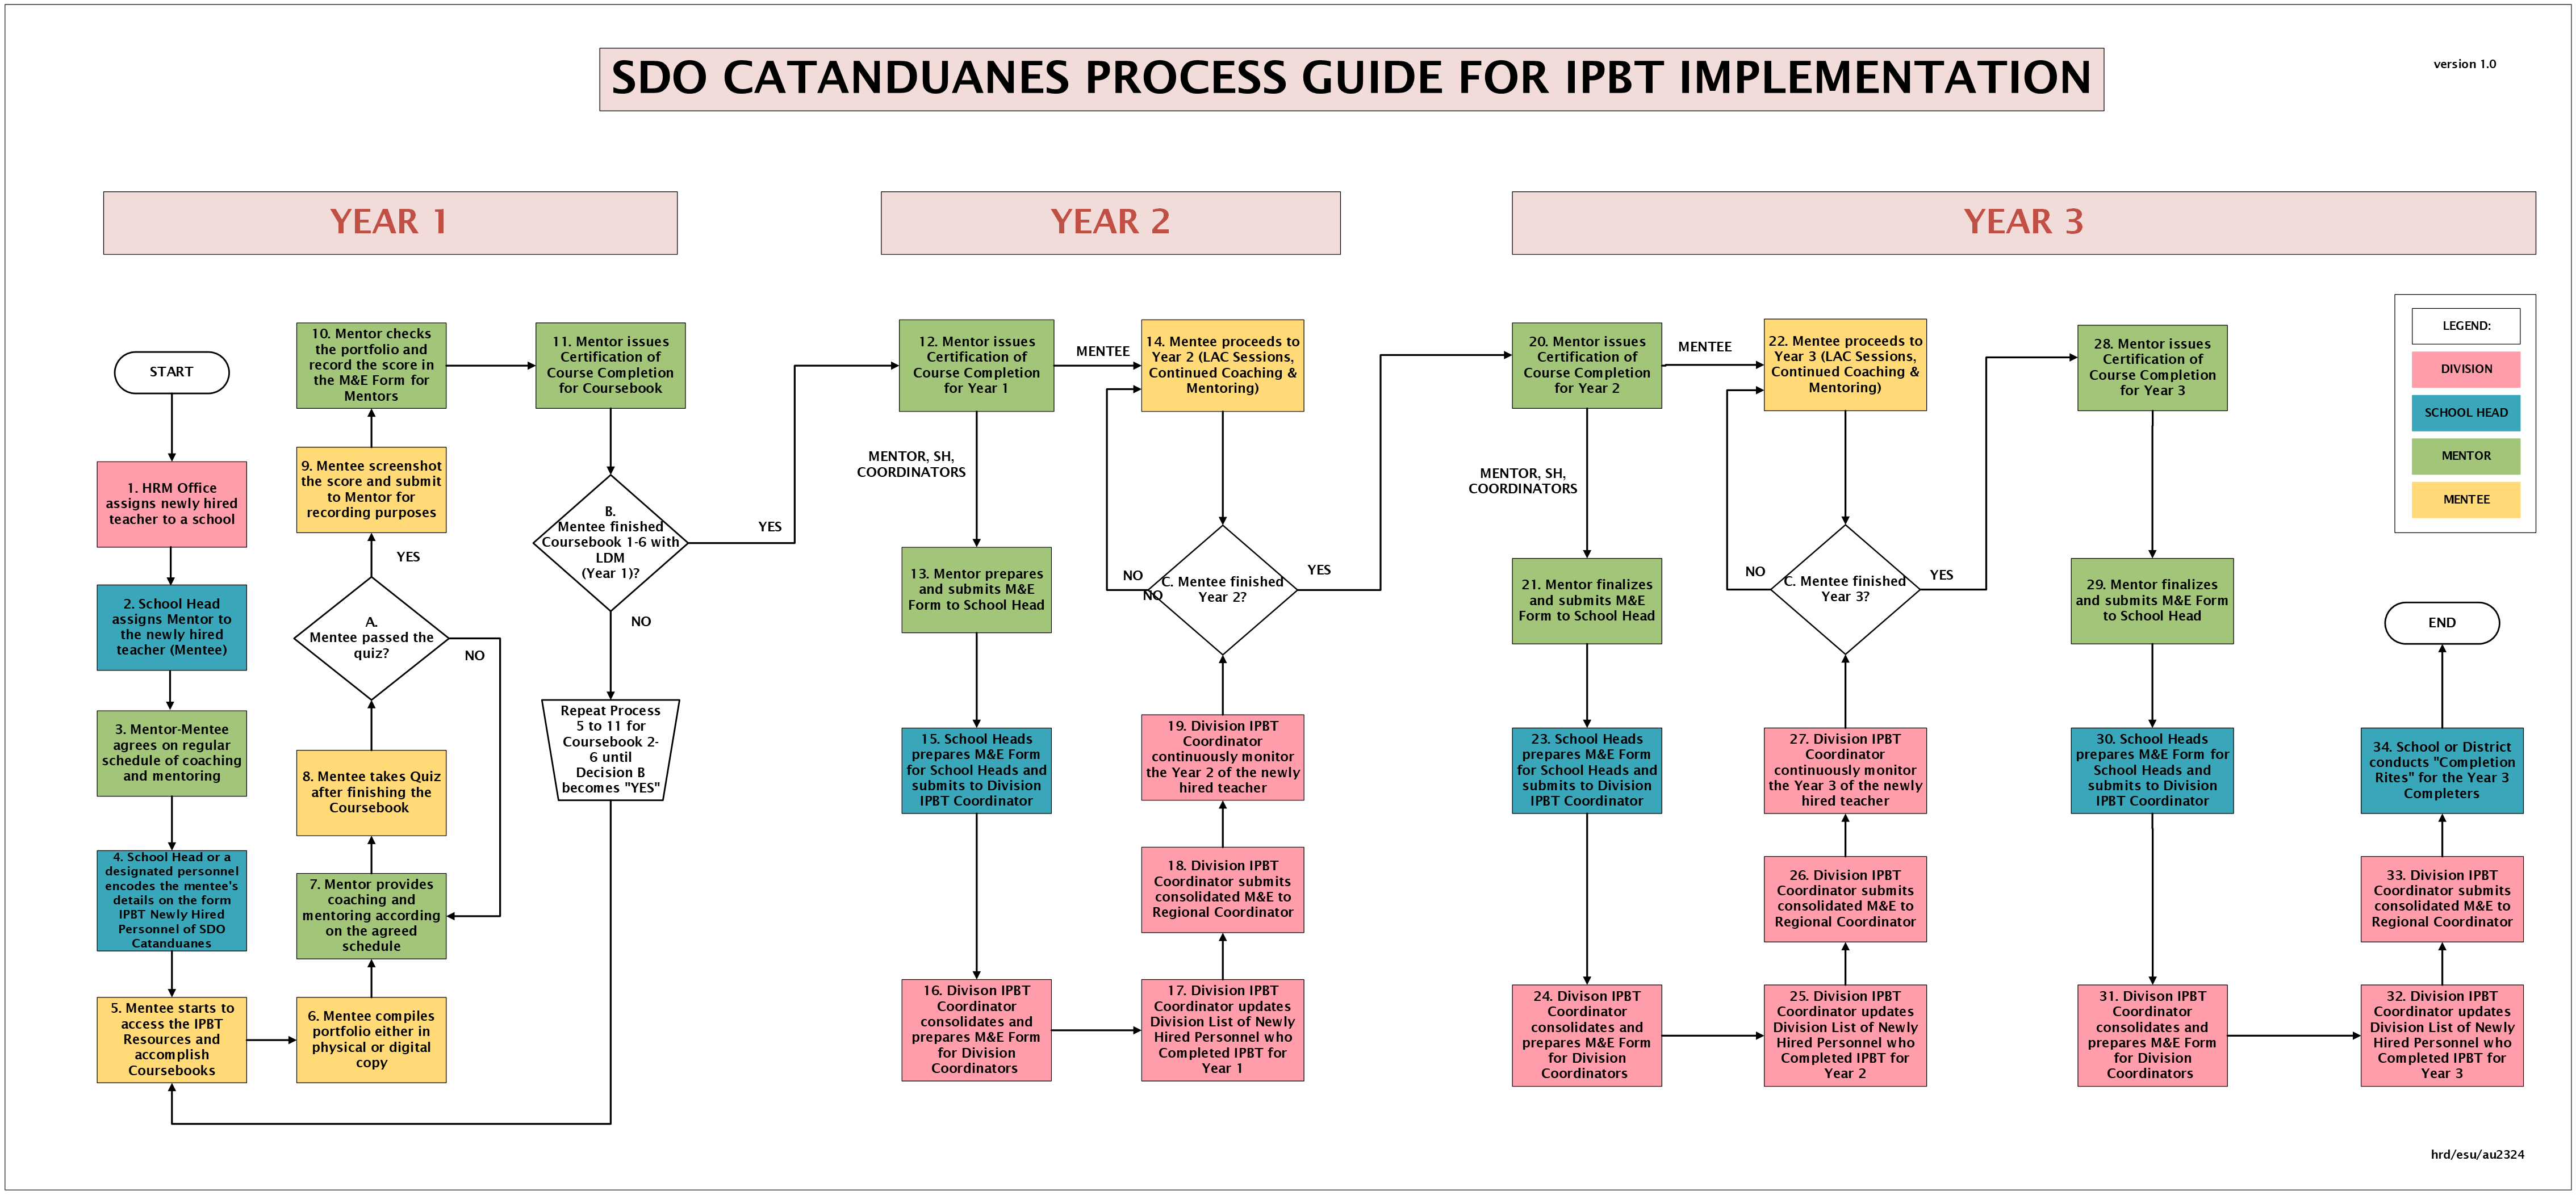 SDO CATANDUANES PROCESS GUIDE FOR IPBT IMPLEMENTATION
version 1.0
YEAR 1
YEAR 2
YEAR 3
START
1. HRM Office
assigns newly hired
teacher to a school
2. School Head
assigns Mentor to
the newly hired
teacher (Mentee)
3. Mentor-Mentee
agrees on regular
schedule of coaching
and mentoring
4. School Head or a
designated personnel
encodes the mentee's
details on the form
IPBT Newly Hired
Personnel of SDO
Catanduanes
5. Mentee starts to
access the IPBT
Resources and
accomplish
Coursebooks
6. Mentee compiles
portfolio either in
physical or digital
copy
7. Mentor provides
coaching and
mentoring according
on the agreed
schedule
8. Mentee takes Quiz
after finishing the
Coursebook
A.
Mentee passed the
quiz?
YES
NO
9. Mentee screenshot
the score and submit
to Mentor for
recording purposes
10. Mentor checks
the portfolio and
record the score in
the M&E Form for
Mentors
11. Mentor issues
Certification of
Course Completion
for Coursebook
B.
Mentee finished
Coursebook 1-6 with
LDM
(Year 1)?
YES
NO
Repeat Process
5 to 11 for
Coursebook 2-
6 until
Decision B
becomes "YES"
12. Mentor issues
Certification of
Course Completion
for Year 1
MENTEE
MENTOR, SH,
COORDINATORS
13. Mentor prepares
and submits M&E
Form to School Head
14. Mentee proceeds to
Year 2 (LAC Sessions,
Continued Coaching &
Mentoring)
15. School Heads
prepares M&E Form
for School Heads and
submits to Division
IPBT Coordinator
16. Divison IPBT
Coordinator
consolidates and
prepares M&E Form
for Division
Coordinators
17. Division IPBT
Coordinator updates
Division List of Newly
Hired Personnel who
Completed IPBT for
Year 1
18. Division IPBT
Coordinator submits
consolidated M&E to
Regional Coordinator
19. Division IPBT
Coordinator
continuously monitor
the Year 2 of the newly
hired teacher
C. Mentee finished
Year 2?
NO
NO
YES
20. Mentor issues
Certification of
Course Completion
for Year 2
MENTEE
MENTOR, SH,
COORDINATORS
21. Mentor finalizes
and submits M&E
Form to School Head
22. Mentee proceeds to
Year 3 (LAC Sessions,
Continued Coaching &
Mentoring)
23. School Heads
prepares M&E Form
for School Heads and
submits to Division
IPBT Coordinator
24. Divison IPBT
Coordinator
consolidates and
prepares M&E Form
for Division
Coordinators
25. Division IPBT
Coordinator updates
Division List of Newly
Hired Personnel who
Completed IPBT for
Year 2
26. Division IPBT
Coordinator submits
consolidated M&E to
Regional Coordinator
27. Division IPBT
Coordinator
continuously monitor
the Year 3 of the newly
hired teacher
C. Mentee finished
Year 3?
NO
YES
28. Mentor issues
Certification of
Course Completion
for Year 3
29. Mentor finalizes
and submits M&E Form
to School Head
30. School Heads
prepares M&E Form for
School Heads and
submits to Division
IPBT Coordinator
31. Divison IPBT
Coordinator
consolidates and
prepares M&E Form
for Division
Coordinators
32. Division IPBT
Coordinator updates
Division List of Newly
Hired Personnel who
Completed IPBT for
Year 3
33. Division IPBT
Coordinator submits
consolidated M&E to
Regional Coordinator
34. School or District
conducts "Completion
Rites" for the Year 3
Completers
END
LEGEND:
DIVISION
SCHOOL HEAD
MENTOR
MENTEE
hrd/esu/au2324